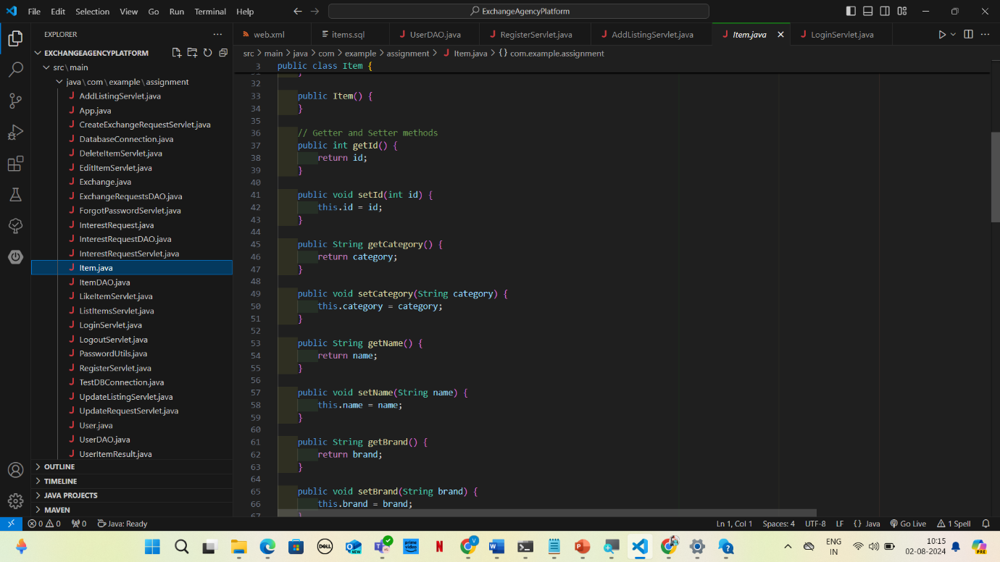 File Edit Selection View Go Run Terminal Help
ExchangeAgencyPlatform
EXPLORER
EXCHANGEAGENCYPLATFORM
src\main
java\com\example\assignment
AddListingServlet.java
App.java
CreateExchangeRequestServlet.java
DatabaseConnection.java
DeleteItemServlet.java
EditItemServlet.java
Exchange.java
ExchangeRequestsDAO.java
ForgotPasswordServlet.java
InterestRequest.java
InterestRequestDAO.java
InterestRequestServlet.java
Item.java
ItemDAO.java
LikeItemServlet.java
ListItemsServlet.java
LoginServlet.java
LogoutServlet.java
PasswordUtils.java
RegisterServlet.java
TestDBConnection.java
UpdateListingServlet.java
UpdateRequestServlet.java
User.java
UserDAO.java
UserItemResult.java
OUTLINE
TIMELINE
JAVA PROJECTS
MAVEN
web.xml items.sql UserDAO.java RegisterServlet.java AddListingServlet.java Item.java LoginServlet.java
src > main > java > com > example > assignment > Item.java > {} com.example.assignment
3 public class Item {
32
33 public Item() {
34 }
35
36 // Getter and Setter methods
37 public int getId() {
38 return id;
39 }
40
41 public void setId(int id) {
42 this.id = id;
43 }
44
45 public String getCategory() {
46 return category;
47 }
48
49 public void setCategory(String category) {
50 this.category = category;
51 }
52
53 public String getName() {
54 return name;
55 }
56
57 public void setName(String name) {
58 this.name = name;
59 }
60
61 public String getBrand() {
62 return brand;
63 }
64
65 public void setBrand(String brand) {
66 this.brand = brand;
67 }
0 0 0 Java: Ready
Ln 1, Col 1 Spaces: 4 UTF-8 LF {} Java Go Live 1 Spell
DELL
NEW
prime video
N
V
W
P
ENG
IN
10:15
02-08-2024
PRE